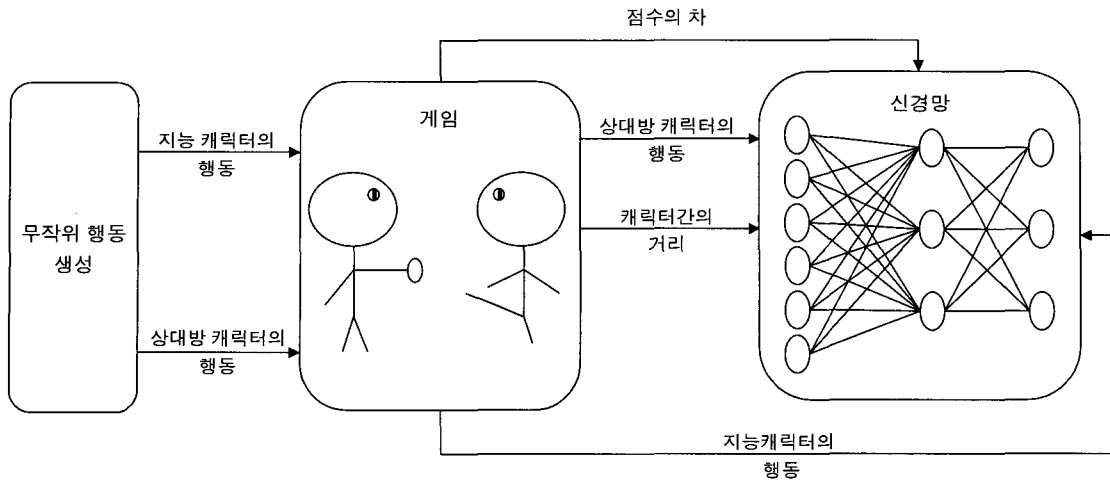 점수의 차
게임
신경망
지능 캐릭터의
행동
상대방 캐릭터의
행동
무작위 행동
생성
캐릭터간의
거리
상대방 캐릭터의
행동
지능캐릭터의
행동